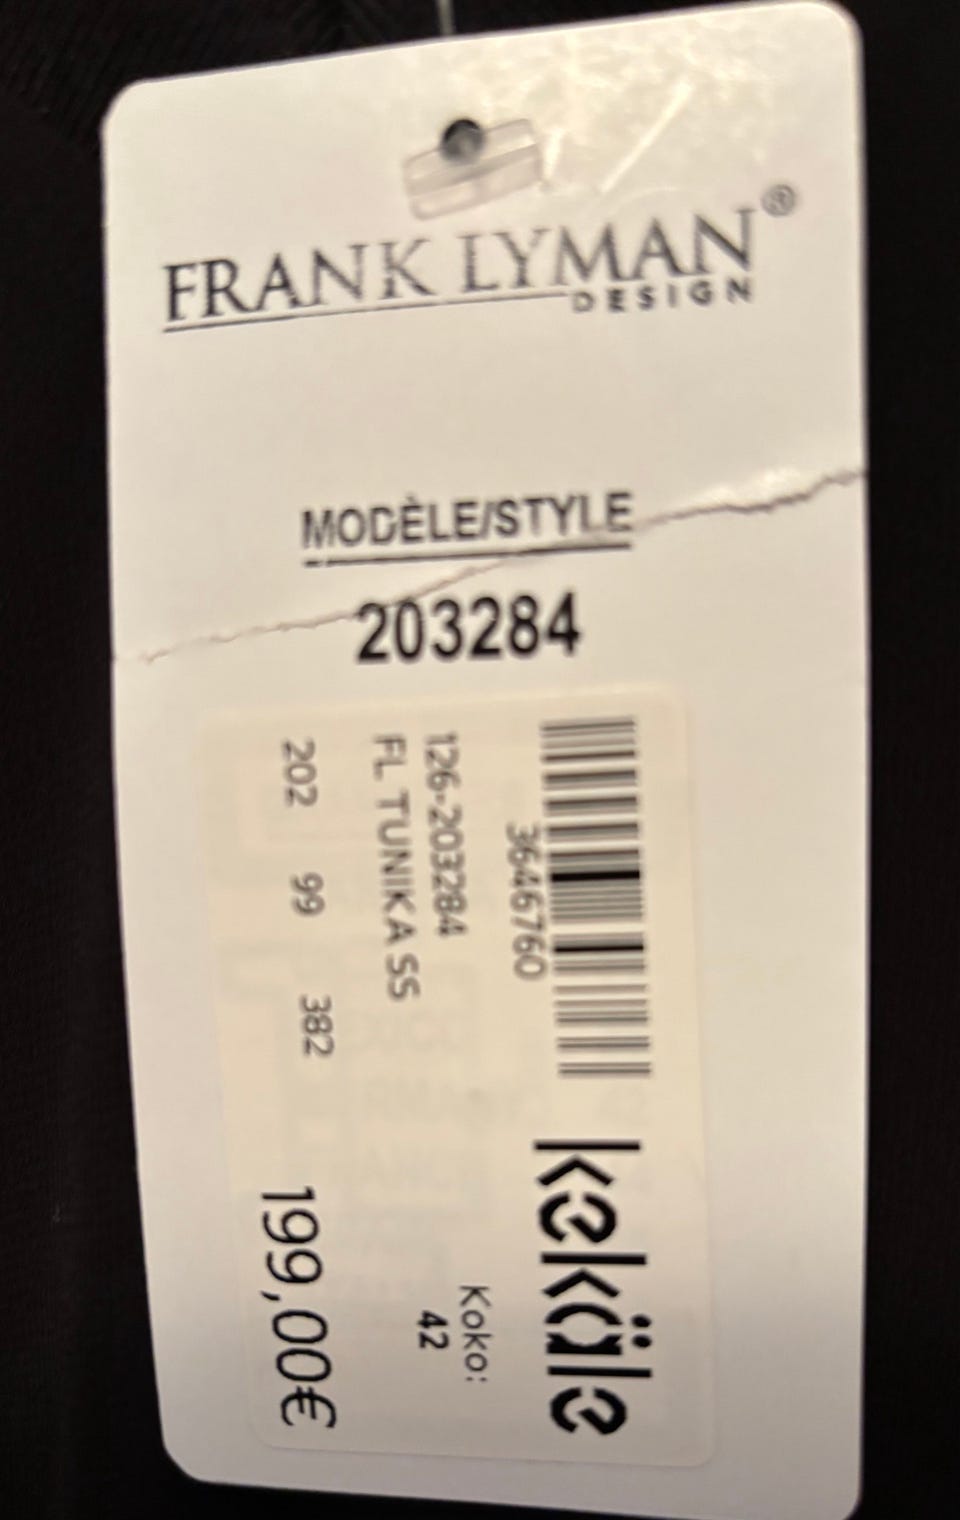 FRANK LYMAN®
DESIGN
MODÈLE/STYLE
203284
kekäle
3646760
126-203284
FL TUNIKA SS
Koko:
42
202 99 382
199,00€